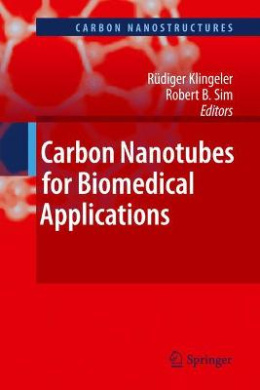 CARBON NANOSTRUCTURES
Rüdiger Klingeler
Robert B. Sim
Editors
Carbon Nanotubes
for Biomedical
Applications
Springer